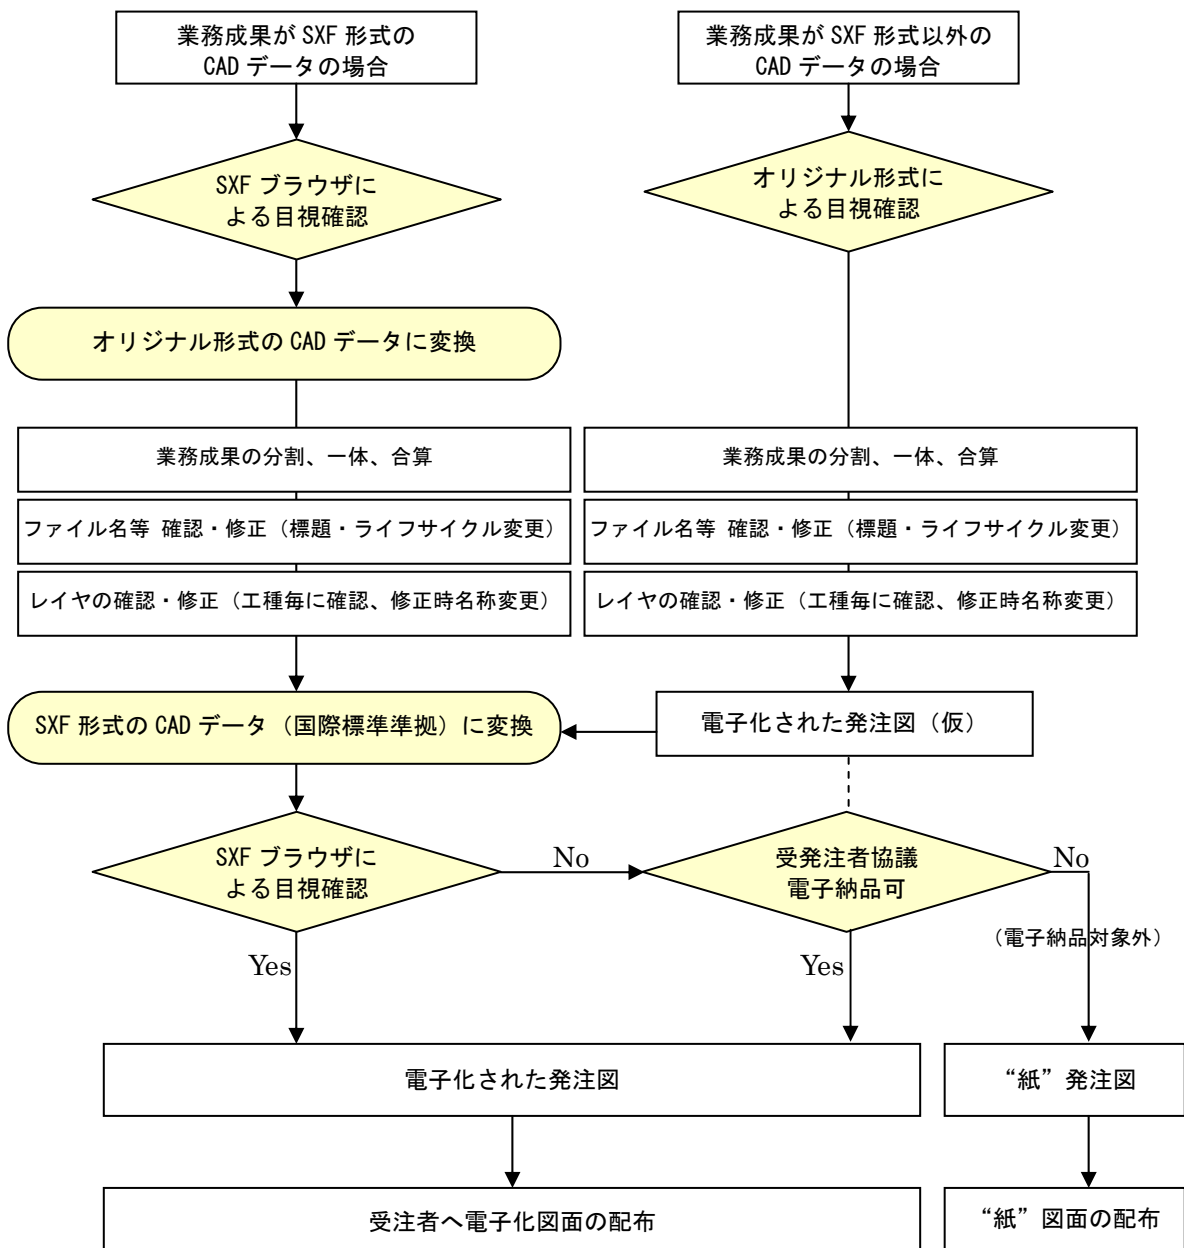 業務成果が SXF 形式の
CAD データの場合
業務成果が SXF 形式以外の
CAD データの場合
SXF ブラウザに
よる目視確認
オリジナル形式に
よる目視確認
オリジナル形式の CAD データに変換
業務成果の分割、一体、合算
業務成果の分割、一体、合算
ファイル名等 確認・修正（標題・ライフサイクル変更）
ファイル名等 確認・修正（標題・ライフサイクル変更）
レイヤの確認・修正（工種毎に確認、修正時名称変更）
レイヤの確認・修正（工種毎に確認、修正時名称変更）
SXF 形式の CAD データ（国際標準準拠）に変換
電子化された発注図（仮）
SXF ブラウザに
よる目視確認
No
受発注者協議
電子納品可
No
（電子納品対象外）
Yes
Yes
電子化された発注図
“紙”発注図
受注者へ電子化図面の配布
“紙”図面の配布